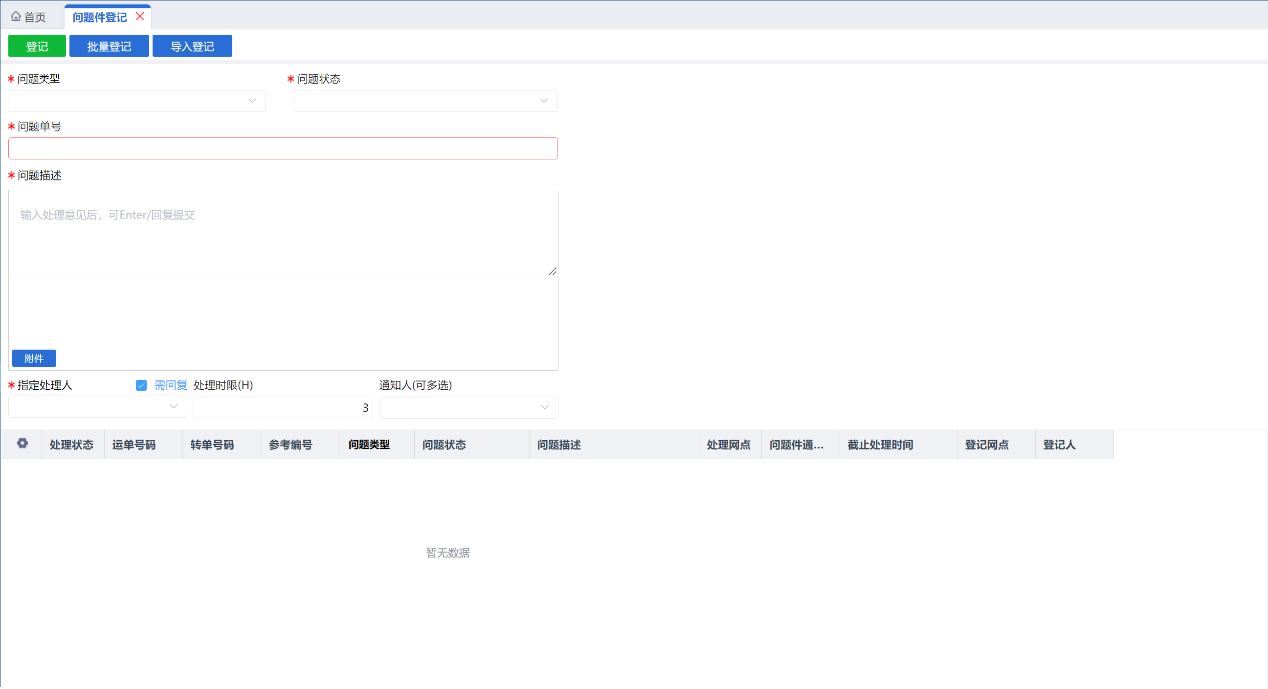 首页 问题件登记
登记 批量登记 导入登记
*问题类型 *问题状态
*问题单号
*问题描述
输入处理意见后，可Enter/回复提交
附件
*指定处理人 需回复 处理时限(H) 通知人(可多选)
3
处理状态 运单号码 转单号码 参考编号 问题类型 问题状态 问题描述 处理网点 问题件通... 截止处理时间 登记网点 登记人
暂无数据